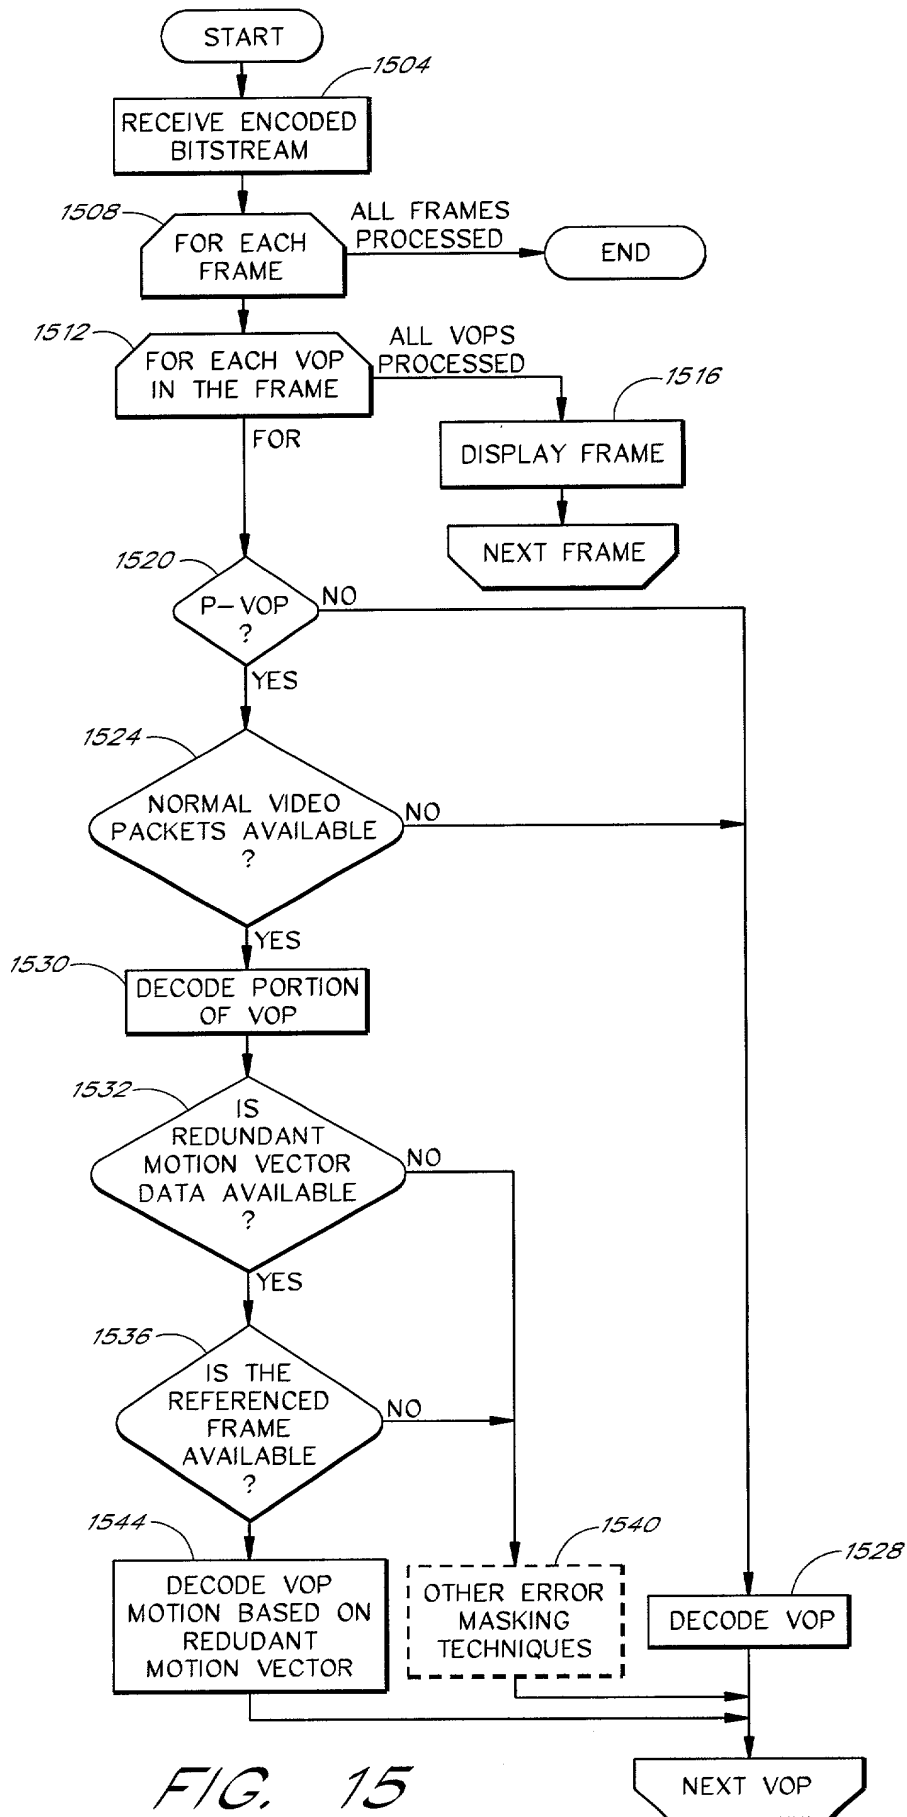 START
1504
RECEIVE ENCODED
BITSTREAM
1508
FOR EACH
FRAME
ALL FRAMES
PROCESSED
END
1512
FOR EACH VOP
IN THE FRAME
ALL VOPS
PROCESSED
1516
DISPLAY FRAME
NEXT FRAME
FOR
1520
P-VOP
?
NO
YES
1524
NORMAL VIDEO
PACKETS AVAILABLE
?
NO
YES
1530
DECODE PORTION
OF VOP
1532
IS
REDUNDANT
MOTION VECTOR
DATA AVAILABLE
?
NO
YES
1536
IS THE
REFERENCED
FRAME
AVAILABLE
?
NO
1544
DECODE VOP
MOTION BASED ON
REDUDANT
MOTION VECTOR
1540
OTHER ERROR
MASKING
TECHNIQUES
1528
DECODE VOP
NEXT VOP
FIG. 15